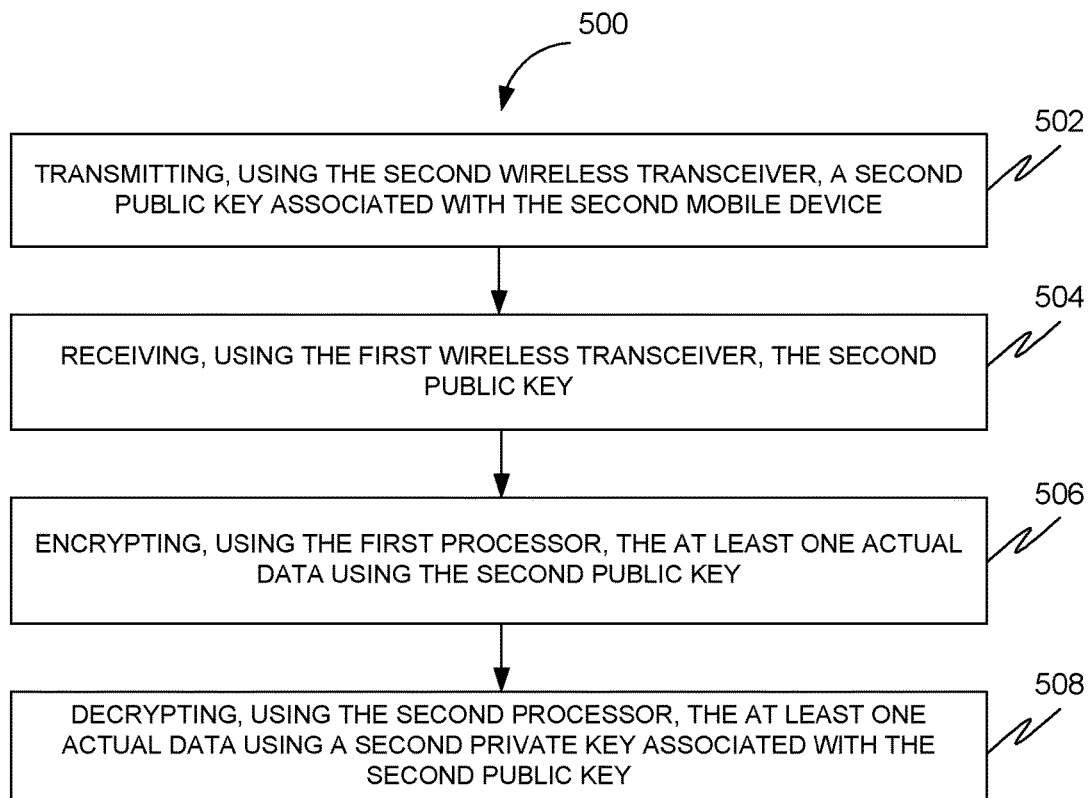 500
502
TRANSMITTING, USING THE SECOND WIRELESS TRANSCEIVER, A SECOND
PUBLIC KEY ASSOCIATED WITH THE SECOND MOBILE DEVICE
504
RECEIVING, USING THE FIRST WIRELESS TRANSCEIVER, THE SECOND
PUBLIC KEY
506
ENCRYPTING, USING THE FIRST PROCESSOR, THE AT LEAST ONE ACTUAL
DATA USING THE SECOND PUBLIC KEY
508
DECRYPTING, USING THE SECOND PROCESSOR, THE AT LEAST ONE
ACTUAL DATA USING A SECOND PRIVATE KEY ASSOCIATED WITH THE
SECOND PUBLIC KEY